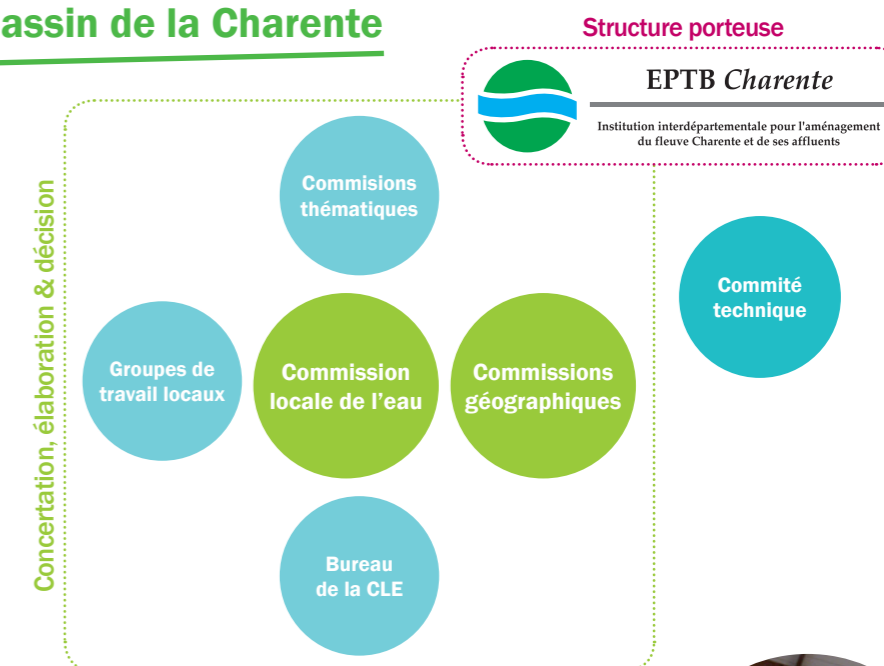 assin de la Charente
Structure porteuse
EPTB Charente
Institution interdépartementale pour l'aménagement
du fleuve Charente et de ses affluents
Concertation, élaboration & décision
Commisions
thématiques
Commité
technique
Groupes de
travail locaux
Commission
locale de l'eau
Commissions
géographiques
Bureau
de la CLE